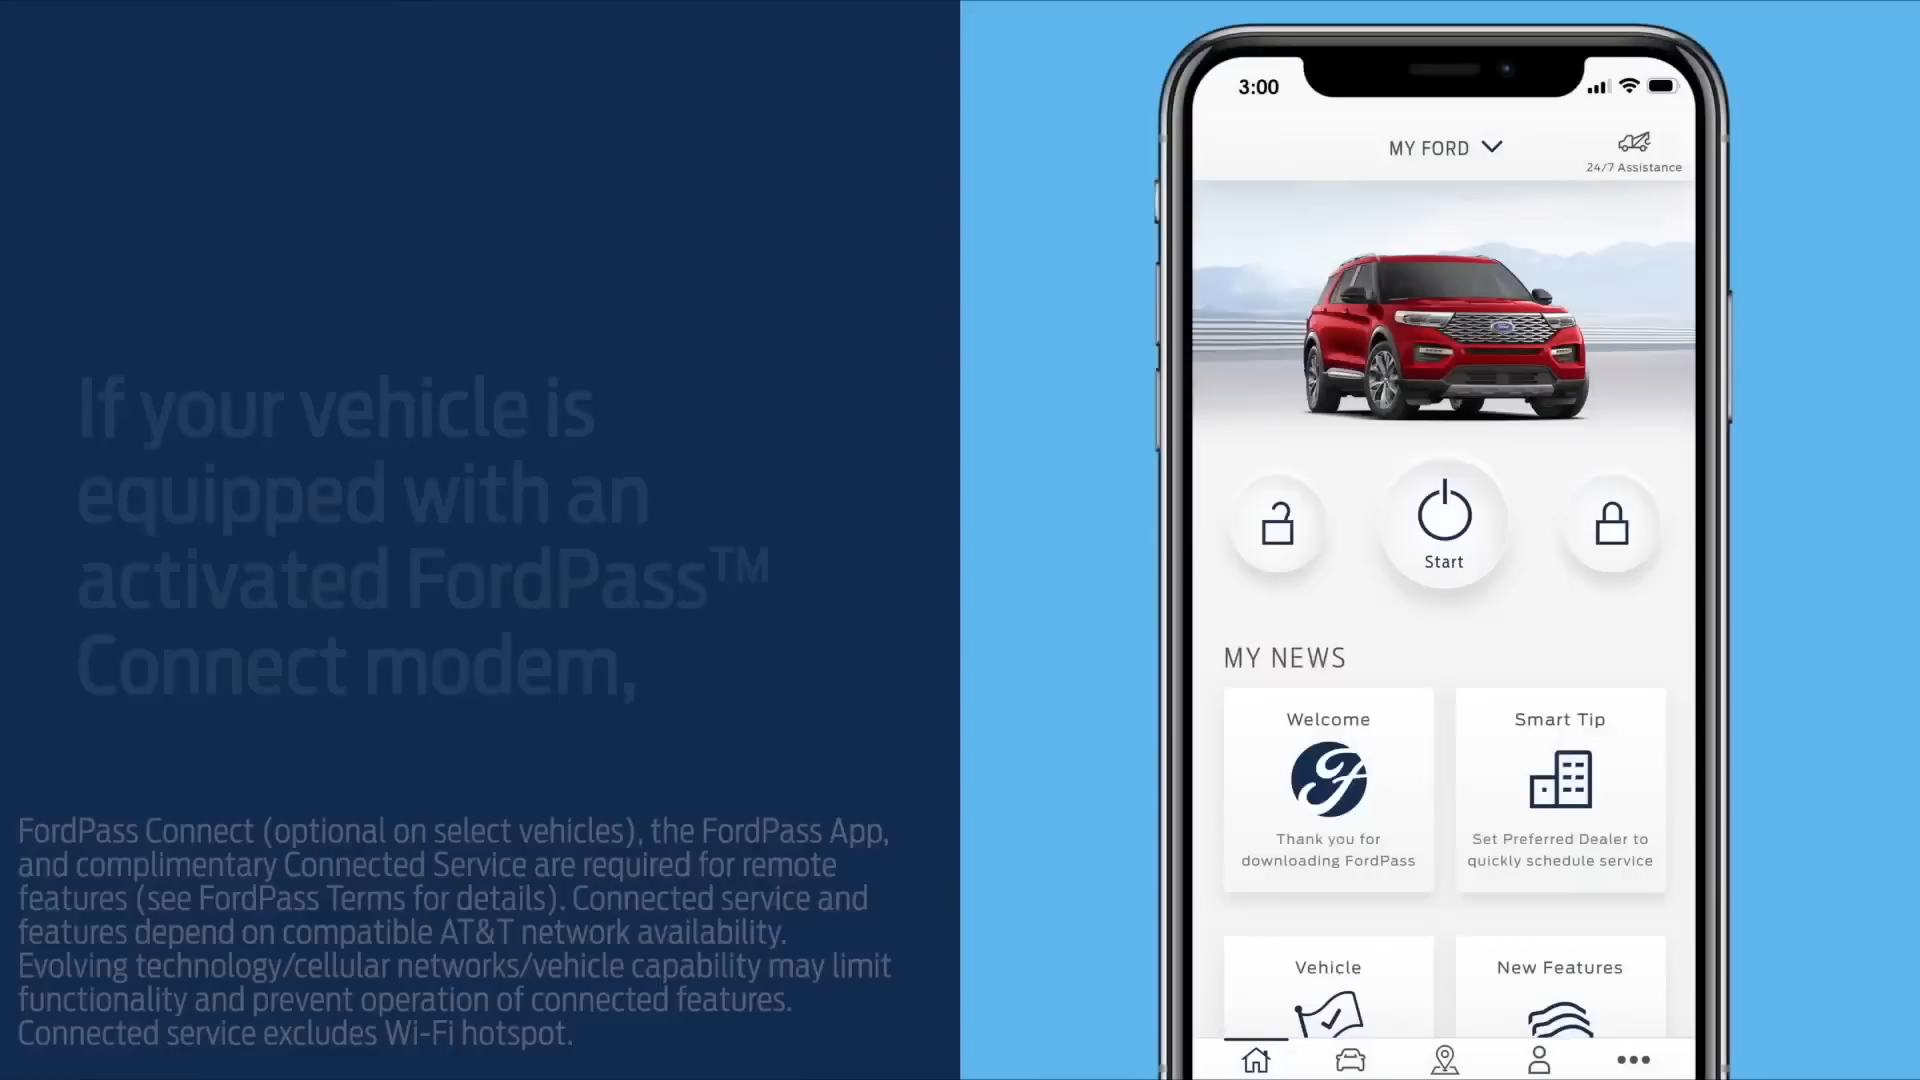 If your vehicle is
equipped with an
activated FordPass™
Connect modem,
FordPass Connect (optional on select vehicles), the FordPass App,
and complimentary Connected Service are required for remote
features (see FordPass Terms for details). Connected service and
features depend on compatible AT&T network availability.
Evolving technology/cellular networks/vehicle capability may limit
functionality and prevent operation of connected features.
Connected service excludes Wi-Fi hotspot.
3:00
MY FORD
24/7 Assistance
Ford
Start
MY NEWS
Welcome
Thank you for
downloading FordPass
Smart Tip
Set Preferred Dealer to
quickly schedule service
Vehicle
New Features